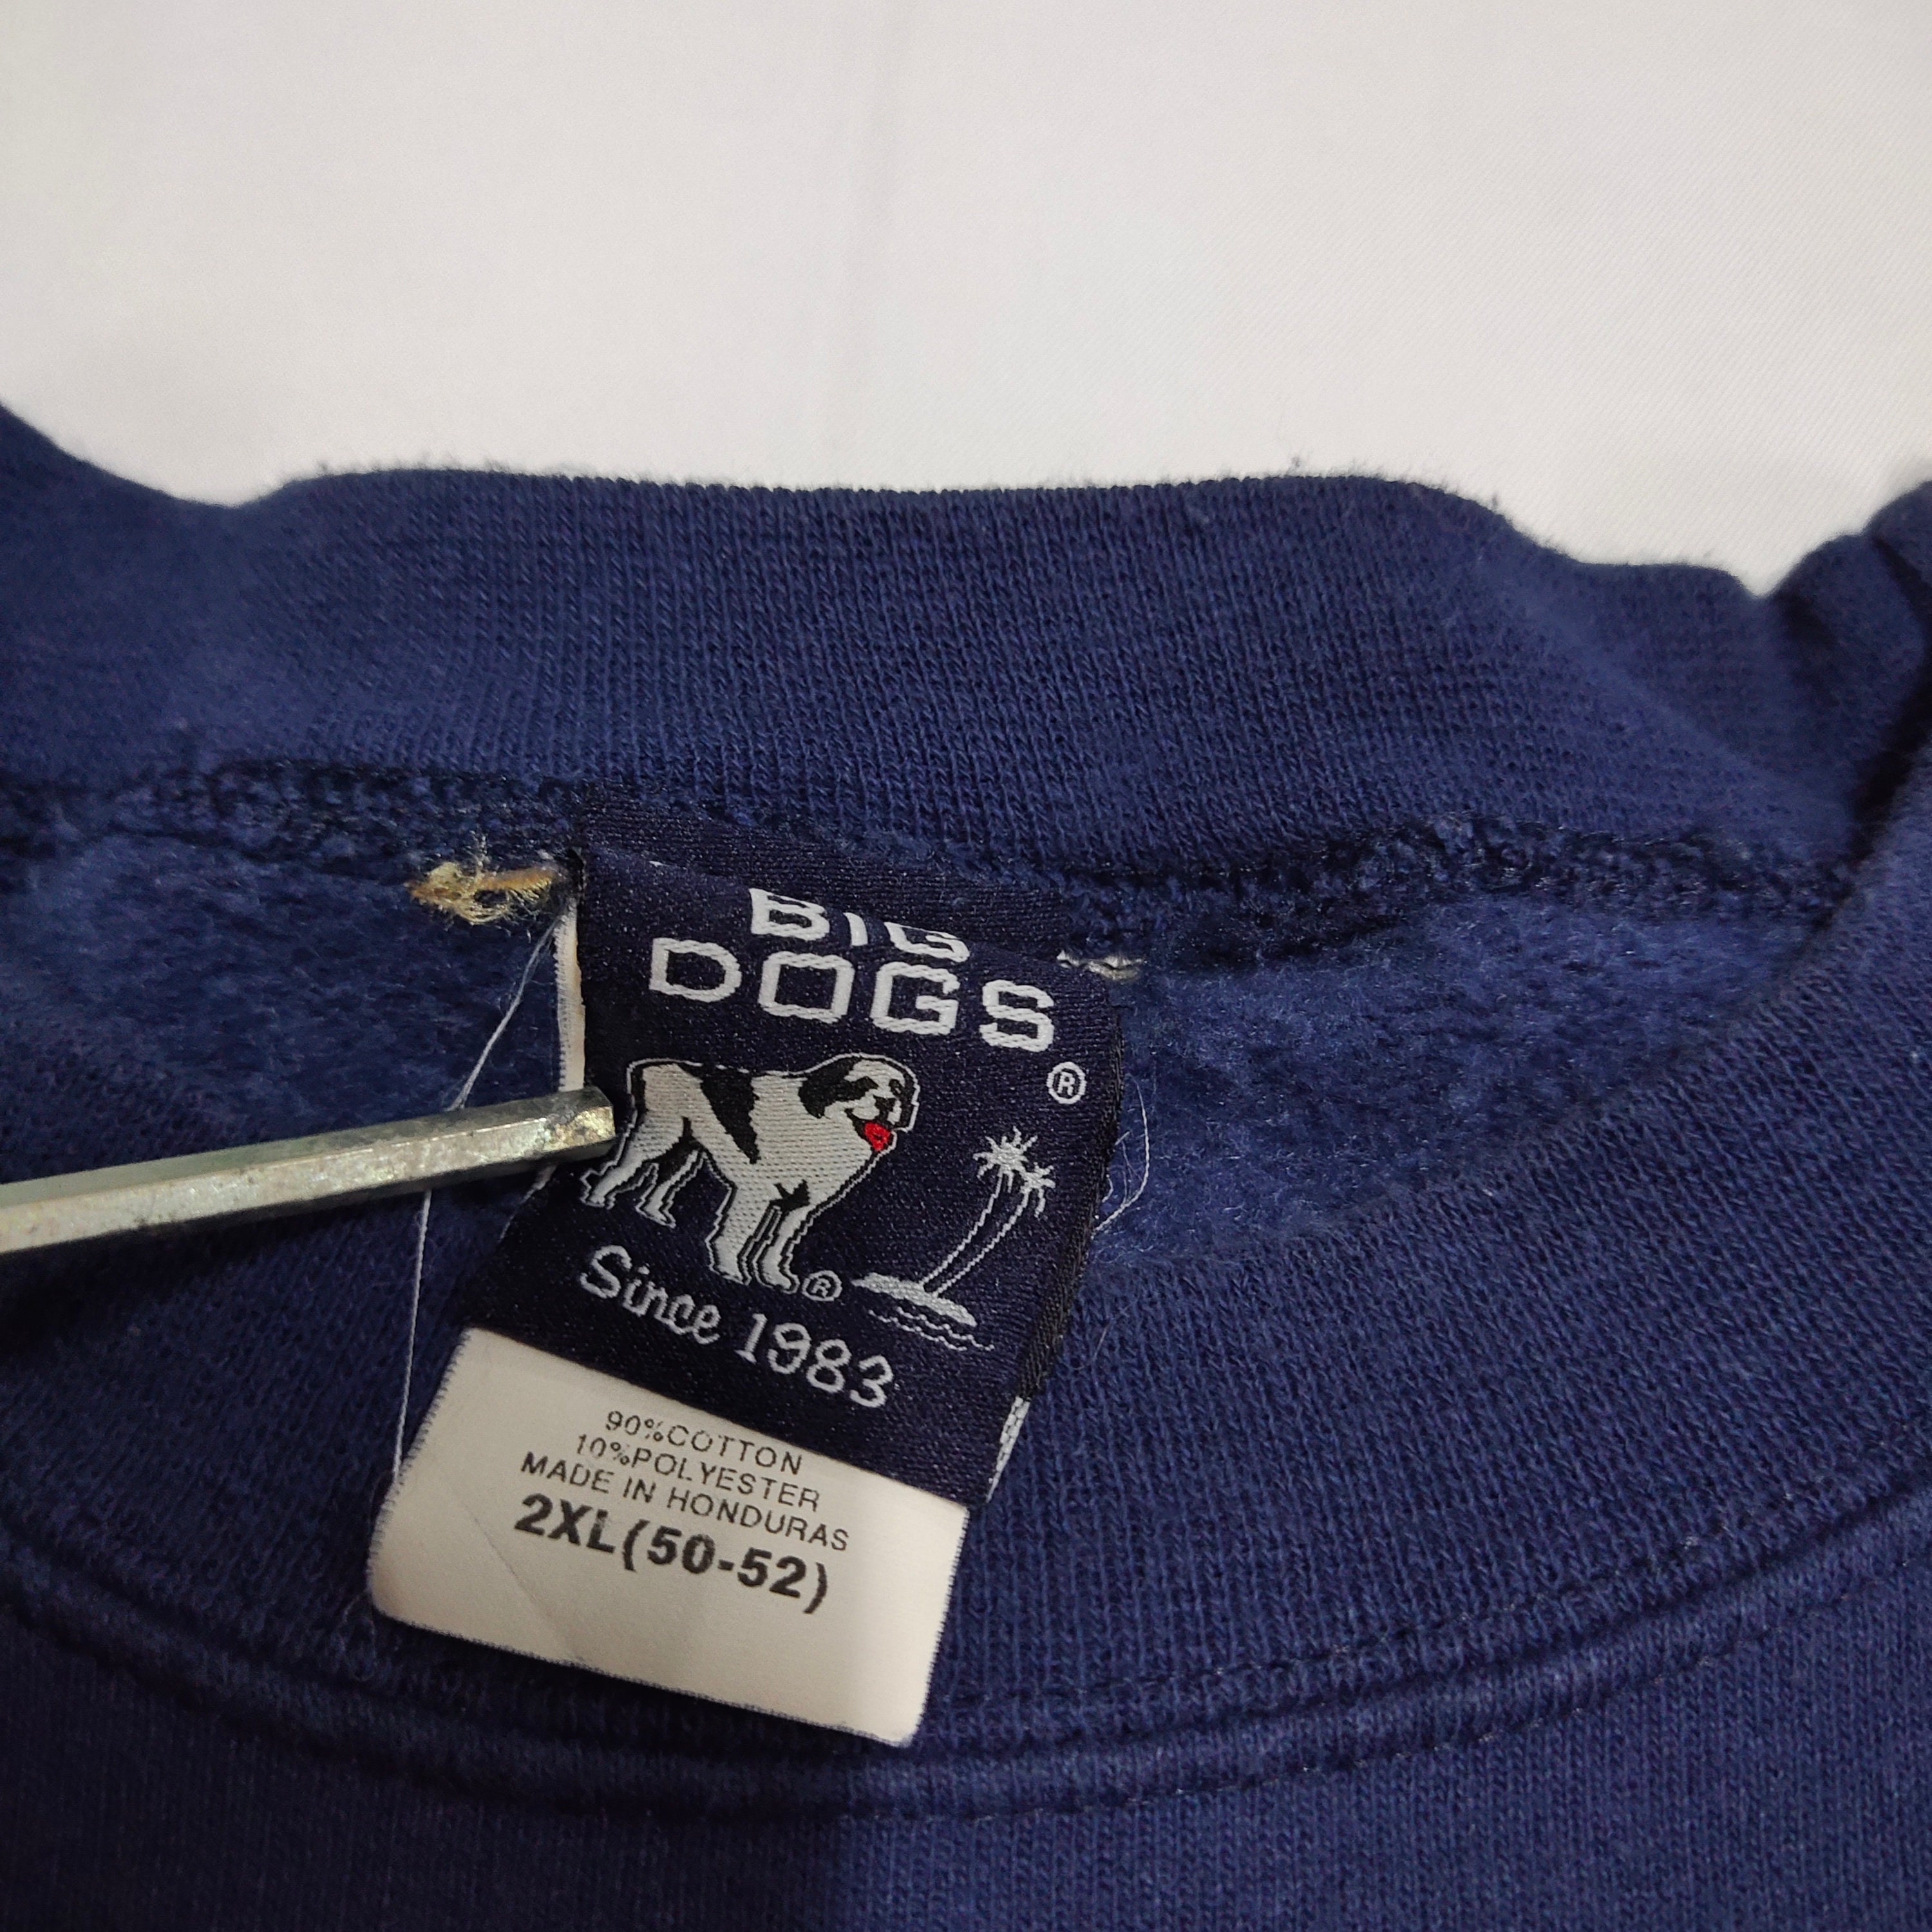 BIG
DOGS®
®
Since 1983
90%COTTON
10%POLYESTER
MADE IN HONDURAS
2XL(50-52)